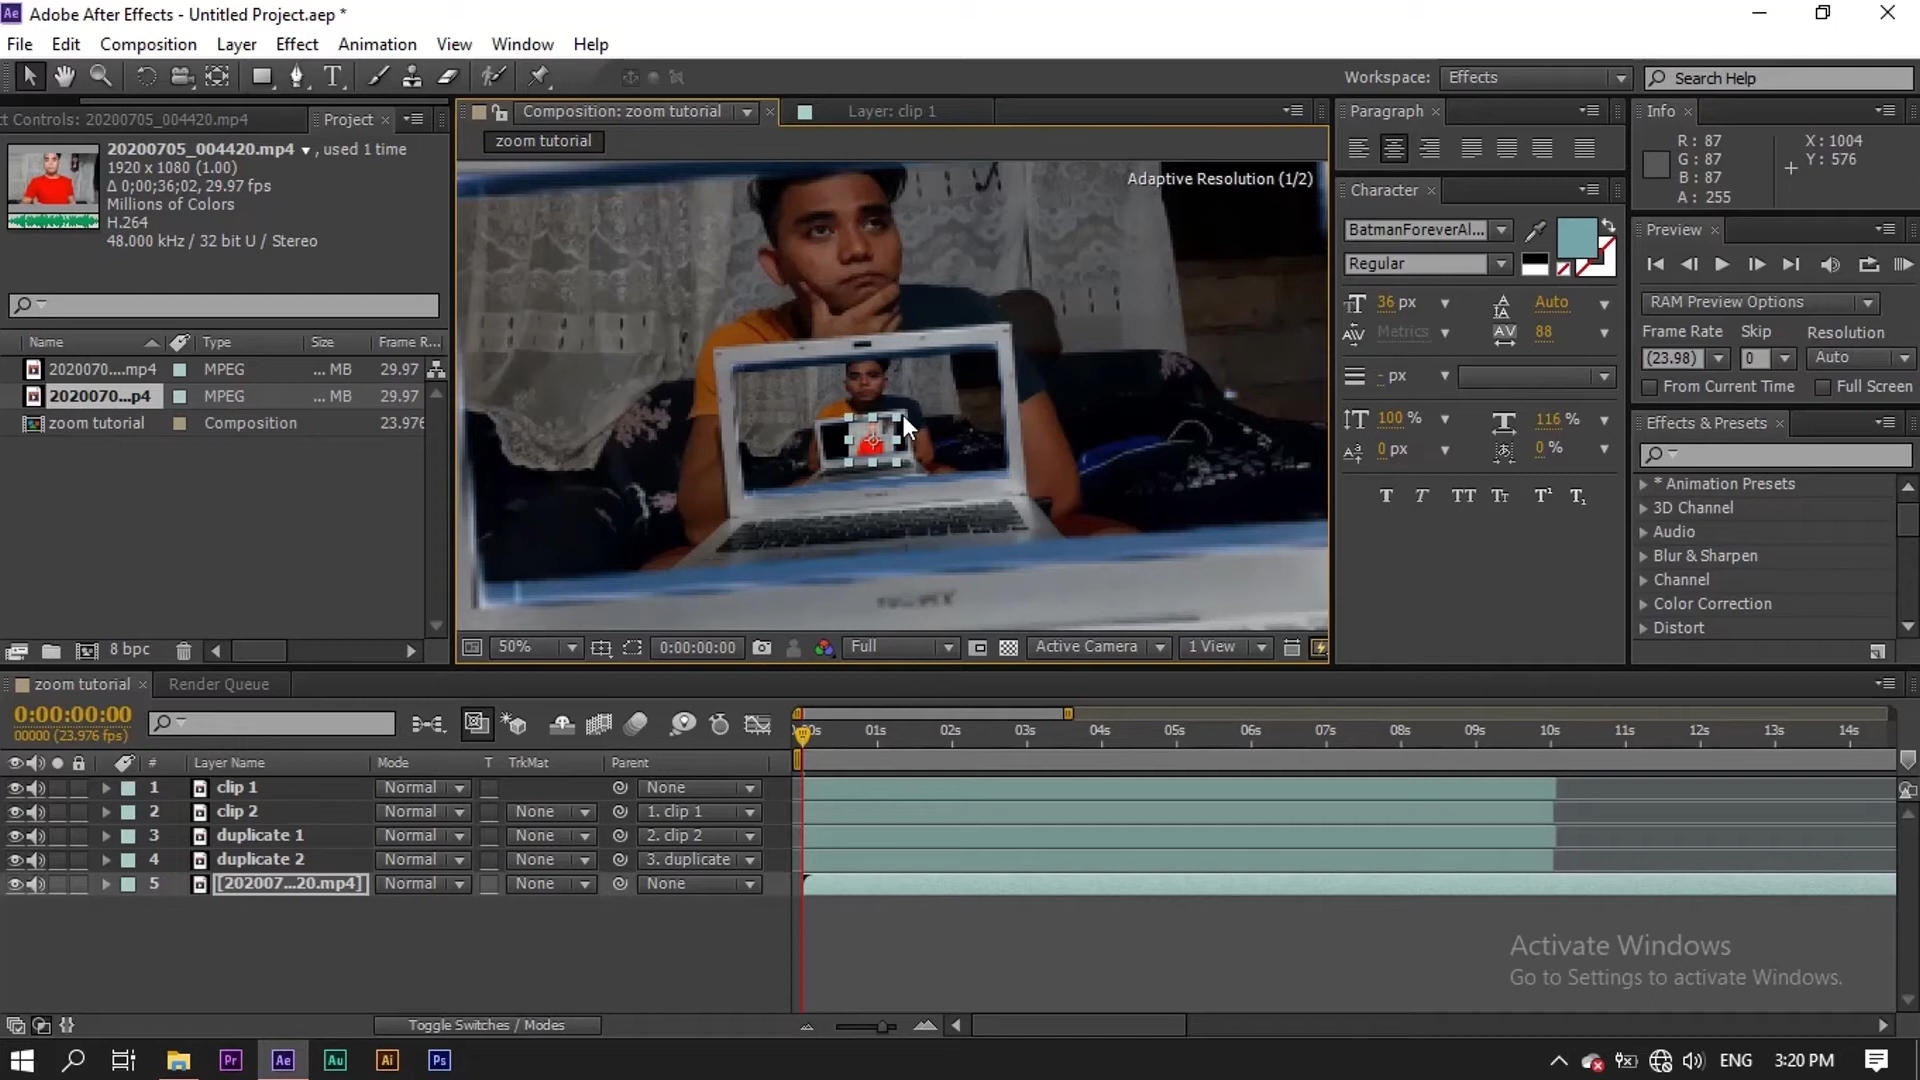 Adobe After Effects - Untitled Project.aep *
File Edit Composition Layer Effect Animation View Window Help
Workspace: Effects Search Help
ct Controls: 20200705_004420.mp4 Project
Composition: zoom tutorial Layer: clip 1
zoom tutorial
20200705_004420.mp4 , used 1 time
1920 x 1080 (1.00)
Δ 0;00;36;02, 29.97 fps
Millions of Colors
H.264
48.000 kHz / 32 bit U / Stereo
Name Type Size Frame R...
2020070....mp4 MPEG ... MB 29.97
2020070...p4 MPEG ... MB 29.97
zoom tutorial Composition 23.976
8 bpc
Adaptive Resolution (1/2)
50% 0:00:00:00 Full Active Camera 1 View
Paragraph
Character
BatmanForeverAl...
Regular
36 px Auto
Metrics 88
- px
100 % 116 %
0 px 0 %
T T TT Tt T¹ T₁
Info
R: 87 X: 1004
G: 87 Y: 576
B: 87
A: 255
Preview
RAM Preview Options
Frame Rate Skip Resolution
(23.98) 0 Auto
From Current Time Full Screen
Effects & Presets
* Animation Presets
3D Channel
Audio
Blur & Sharpen
Channel
Color Correction
Distort
zoom tutorial Render Queue
0:00:00:00
00000 (23.976 fps)
01s 02s 03s 04s 05s 06s 07s 08s 09s 10s 11s 12s 13s 14s
# Layer Name Mode T TrkMat Parent
1 clip 1 Normal None
2 clip 2 Normal None 1. clip 1
3 duplicate 1 Normal None 2. clip 2
4 duplicate 2 Normal None 3. duplicate
5 [202007...20.mp4] Normal None None
Activate Windows
Go to Settings to activate Windows.
Toggle Switches / Modes
Pr Ae Au Ai Ps
ENG 3:20 PM